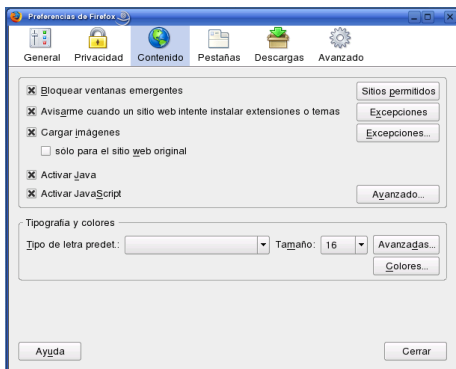 Preferencias de Firefox
General Privacidad Contenido Pestañas Descargas Avanzado
Bloquear ventanas emergentes Sitios permitidos
Avisarme cuando un sitio web intente instalar extensiones o temas Excepciones
Cargar imágenes Excepciones...
sólo para el sitio web original
Activar Java
Activar JavaScript Avanzado...
Tipografía y colores
Tipo de letra predet.: Tamaño: 16 Avanzadas...
Colores...
Ayuda Cerrar